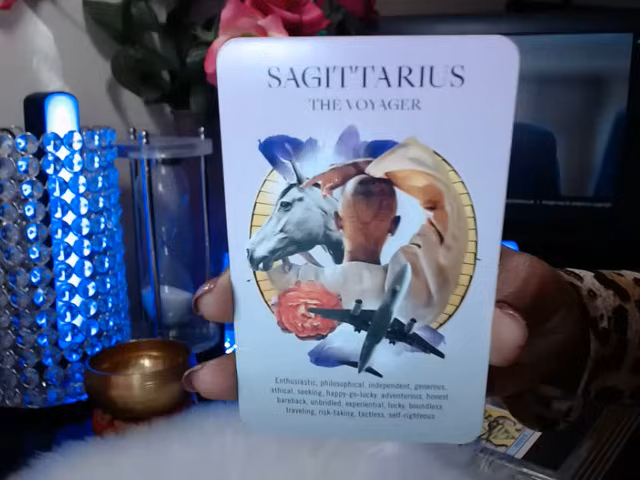 SAGITTARIUS
THE VOYAGER
Enthusiastic, philosophical, independent, generous,
ethical, seeking, happy-go-lucky, adventurous, honest
bareback, unbridled, experiential, lucky, boundless
traveling, risk-taking, tactless, self-righteous